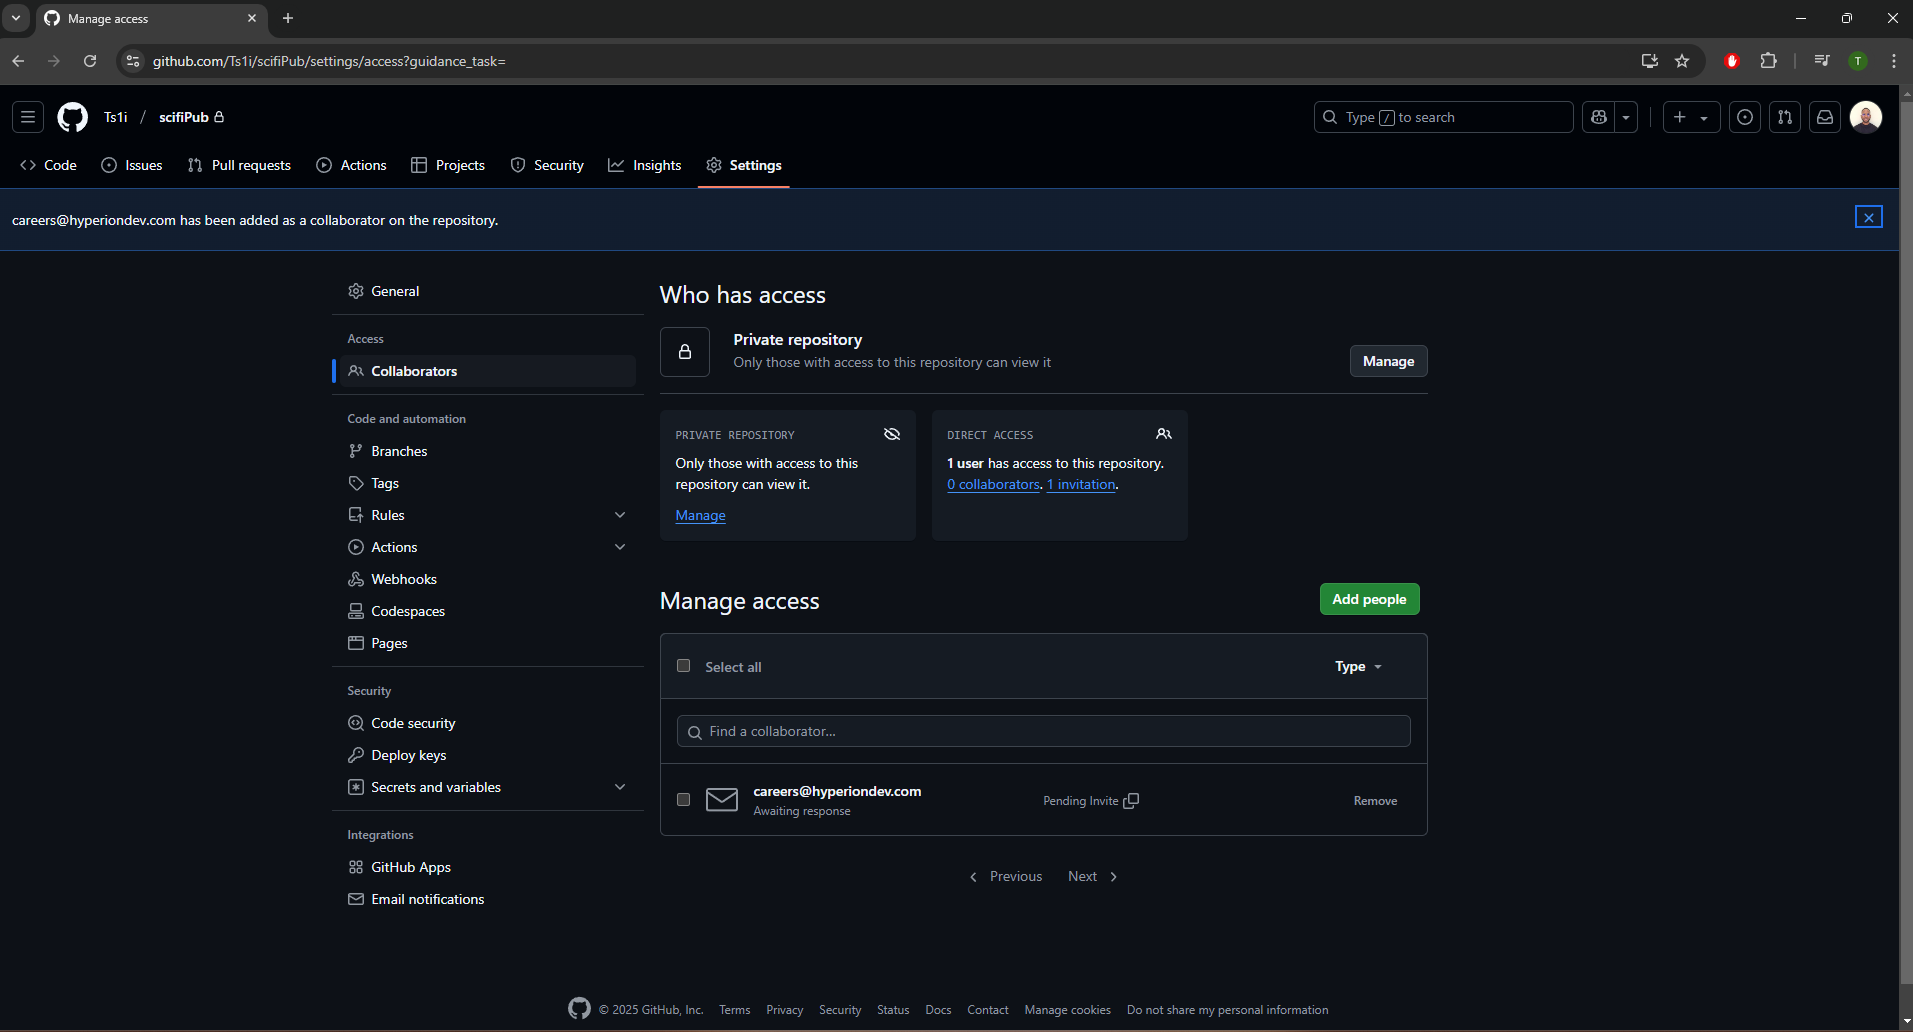 Manage access
github.com/Ts1i/scifiPub/settings/access?guidance_task=
T
Ts1i / scifiPub
Type / to search
Code Issues Pull requests Actions Projects Security Insights Settings
careers@hyperiondev.com has been added as a collaborator on the repository.
General
Access
Collaborators
Code and automation
Branches
Tags
Rules
Actions
Webhooks
Codespaces
Pages
Security
Code security
Deploy keys
Secrets and variables
Integrations
GitHub Apps
Email notifications
Who has access
Private repository
Only those with access to this repository can view it
Manage
PRIVATE REPOSITORY
Only those with access to this
repository can view it.
Manage
DIRECT ACCESS
1 user has access to this repository.
0 collaborators. 1 invitation.
Manage access
Add people
Select all
Type
Find a collaborator...
careers@hyperiondev.com
Awaiting response
Pending Invite
Remove
Previous Next
© 2025 GitHub, Inc. Terms Privacy Security Status Docs Contact Manage cookies Do not share my personal information